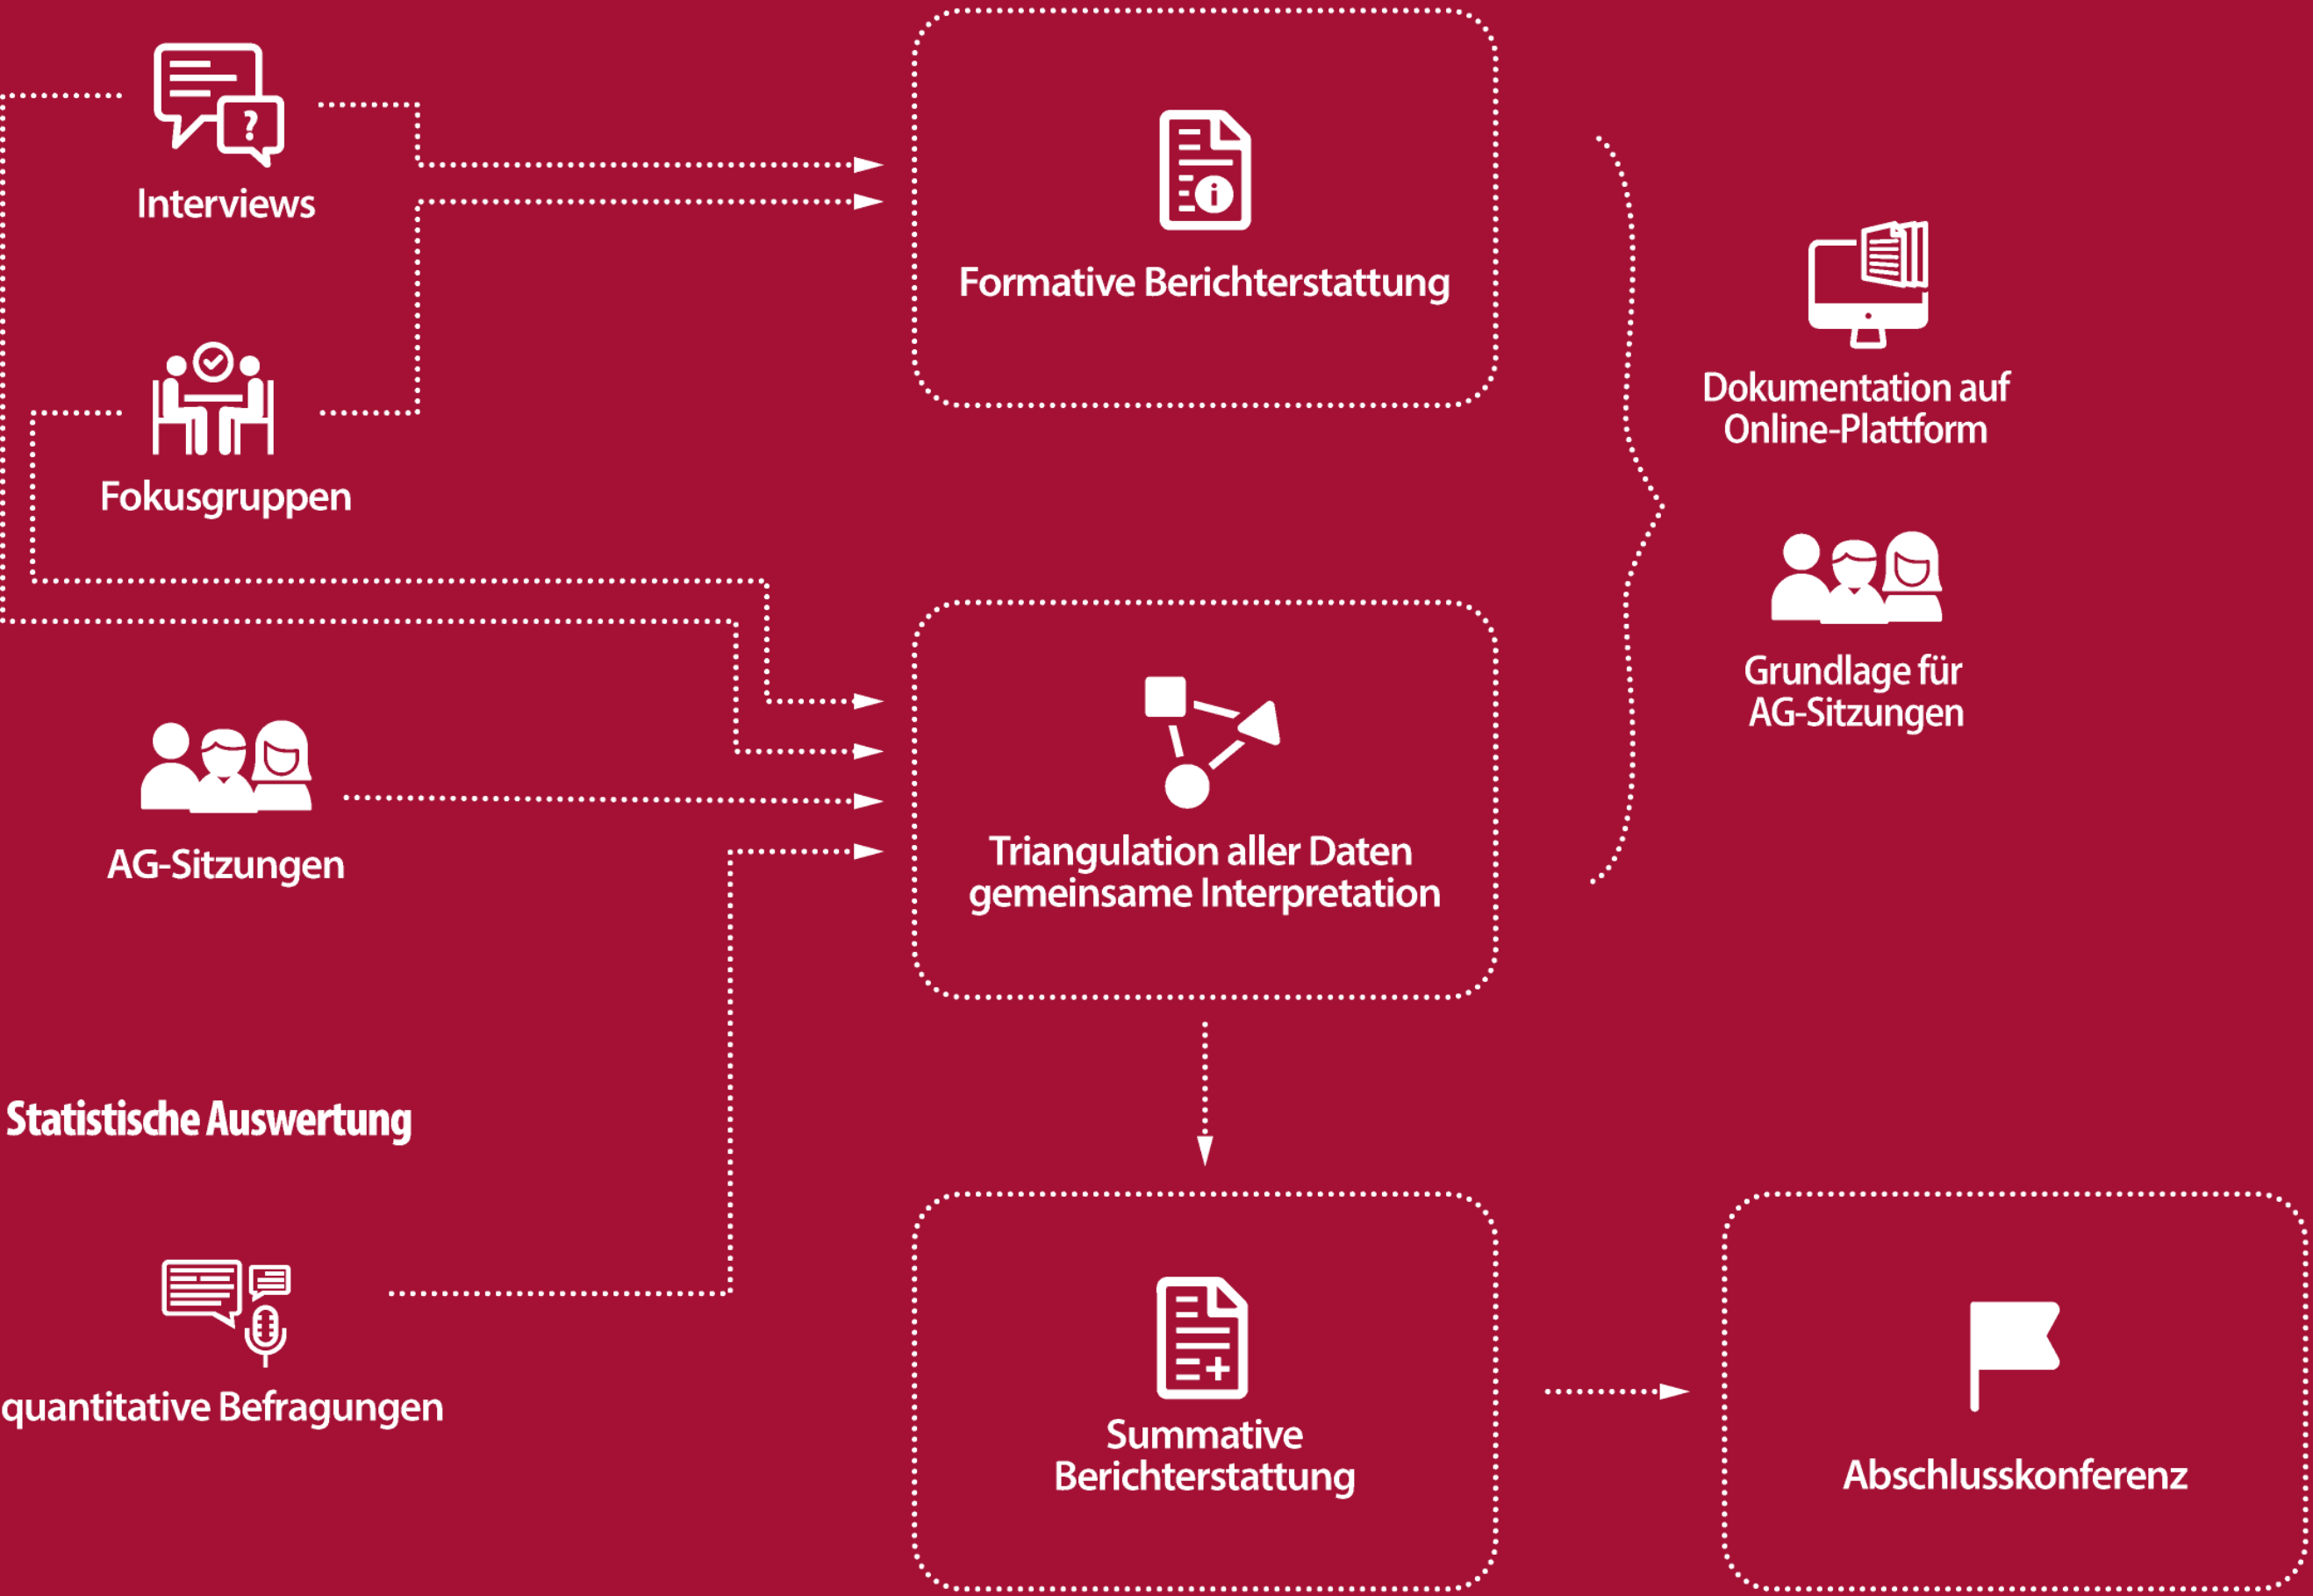 Interviews
?
i
Formative Berichterstattung
Dokumentation auf
Online-Plattform
Fokusgruppen
Grundlage für
AG-Sitzungen
AG-Sitzungen
Triangulation aller Daten
gemeinsame Interpretation
Statistische Auswertung
quantitative Befragungen
Summative
Berichterstattung
Abschlusskonferenz